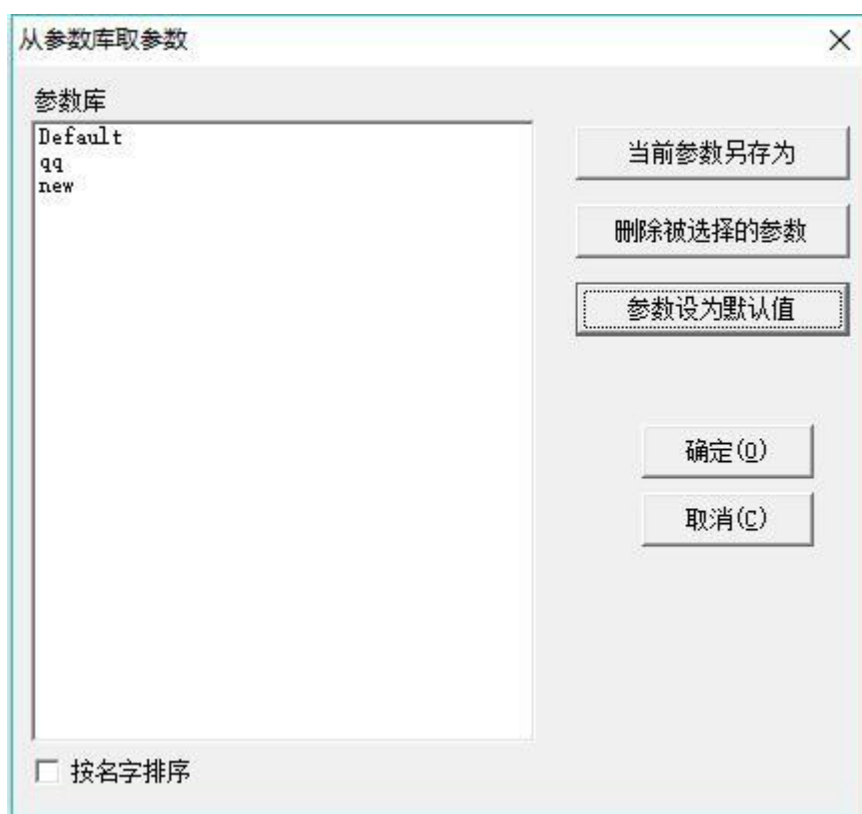 从参数库取参数
参数库
Default
qq
new
当前参数另存为
删除被选择的参数
参数设为默认值
确定(O)
取消(C)
按名字排序